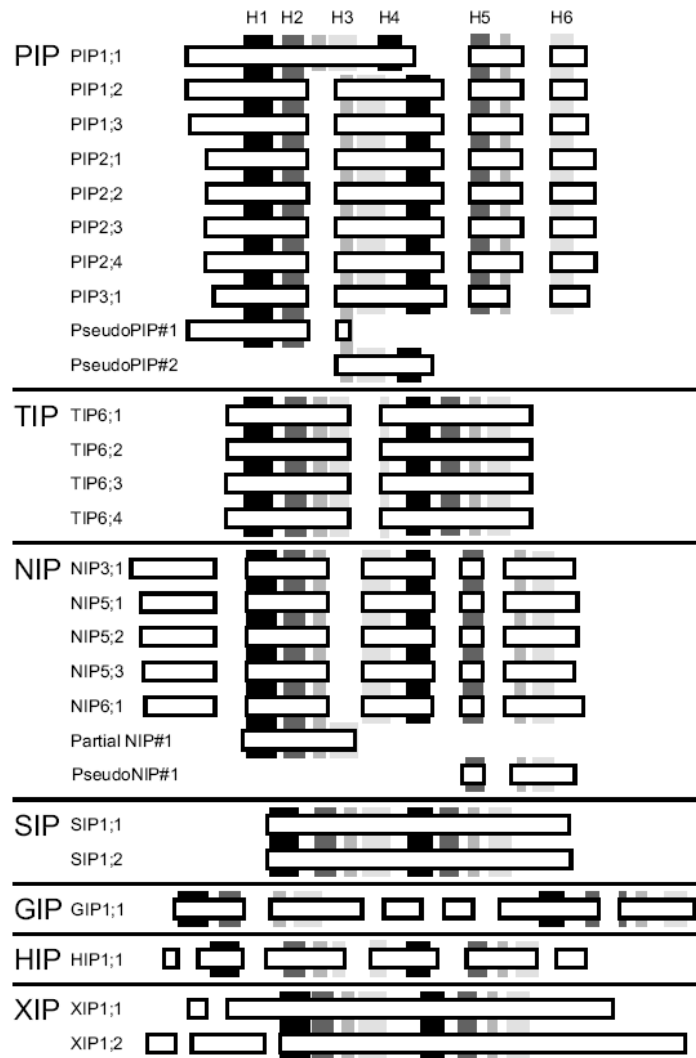 H1 H2 H3 H4 H5 H6
PIP PIP1;1
PIP1;2
PIP1;3
PIP2;1
PIP2;2
PIP2;3
PIP2;4
PIP3;1
PseudoPIP#1
PseudoPIP#2
TIP TIP6;1
TIP6;2
TIP6;3
TIP6;4
NIP NIP3;1
NIP5;1
NIP5;2
NIP5;3
NIP6;1
Partial NIP#1
PseudoNIP#1
SIP SIP1;1
SIP1;2
GIP GIP1;1
HIP HIP1;1
XIP XIP1;1
XIP1;2